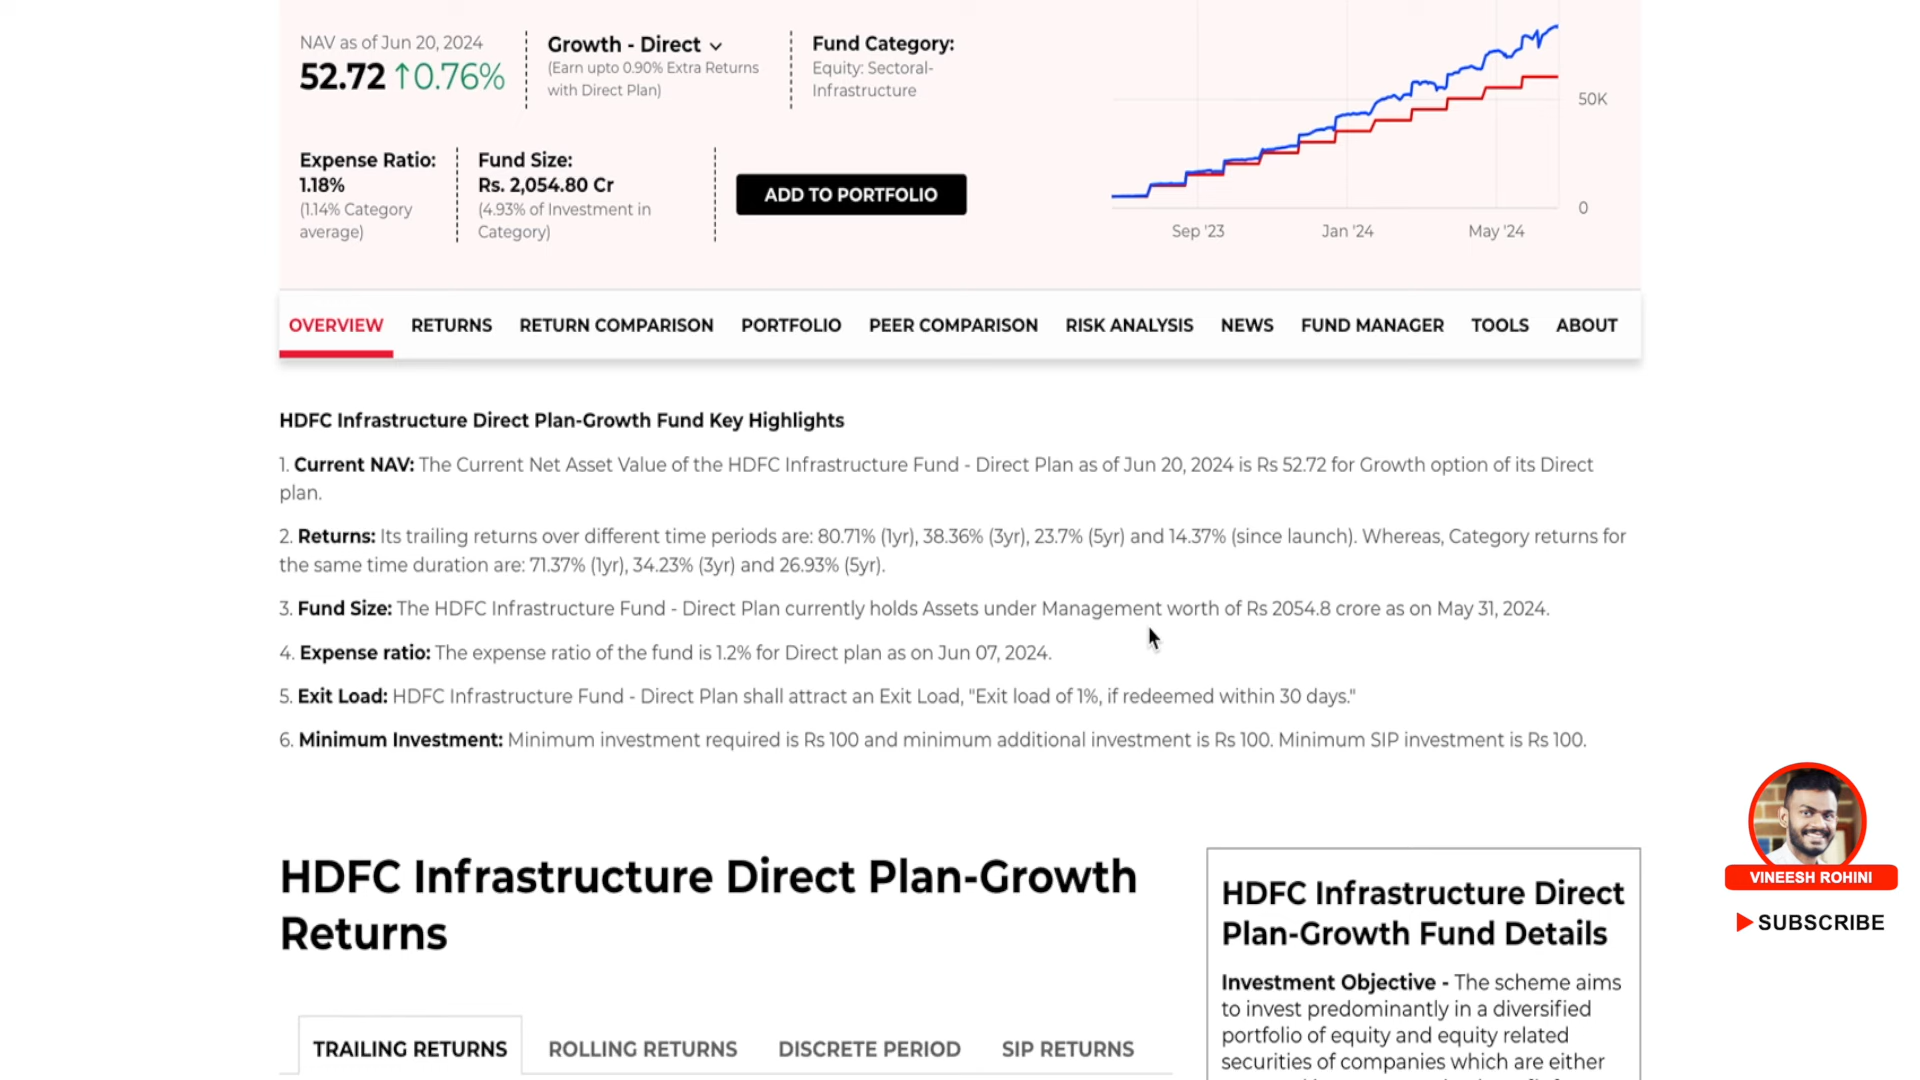 NAV as of Jun 20, 2024
52.72 ↑0.76%
Growth - Direct
(Earn upto 0.90% Extra Returns
with Direct Plan)
Fund Category:
Equity: Sectoral-
Infrastructure
Expense Ratio:
1.18%
(1.14% Category
average)
Fund Size:
Rs. 2,054.80 Cr
(4.93% of Investment in
Category)
ADD TO PORTFOLIO
50K
0
Sep '23 Jan '24 May '24
OVERVIEW RETURNS RETURN COMPARISON PORTFOLIO PEER COMPARISON RISK ANALYSIS NEWS FUND MANAGER TOOLS ABOUT
HDFC Infrastructure Direct Plan-Growth Fund Key Highlights
1. Current NAV: The Current Net Asset Value of the HDFC Infrastructure Fund - Direct Plan as of Jun 20, 2024 is Rs 52.72 for Growth option of its Direct
plan.
2. Returns: Its trailing returns over different time periods are: 80.71% (1yr), 38.36% (3yr), 23.7% (5yr) and 14.37% (since launch). Whereas, Category returns for
the same time duration are: 71.37% (1yr), 34.23% (3yr) and 26.93% (5yr).
3. Fund Size: The HDFC Infrastructure Fund - Direct Plan currently holds Assets under Management worth of Rs 2054.8 crore as on May 31, 2024.
4. Expense ratio: The expense ratio of the fund is 1.2% for Direct plan as on Jun 07, 2024.
5. Exit Load: HDFC Infrastructure Fund - Direct Plan shall attract an Exit Load, "Exit load of 1%, if redeemed within 30 days."
6. Minimum Investment: Minimum investment required is Rs 100 and minimum additional investment is Rs 100. Minimum SIP investment is Rs 100.
HDFC Infrastructure Direct Plan-Growth
Returns
TRAILING RETURNS ROLLING RETURNS DISCRETE PERIOD SIP RETURNS
HDFC Infrastructure Direct
Plan-Growth Fund Details
Investment Objective - The scheme aims
to invest predominantly in a diversified
portfolio of equity and equity related
securities of companies which are either
VINEESH ROHINI
SUBSCRIBE